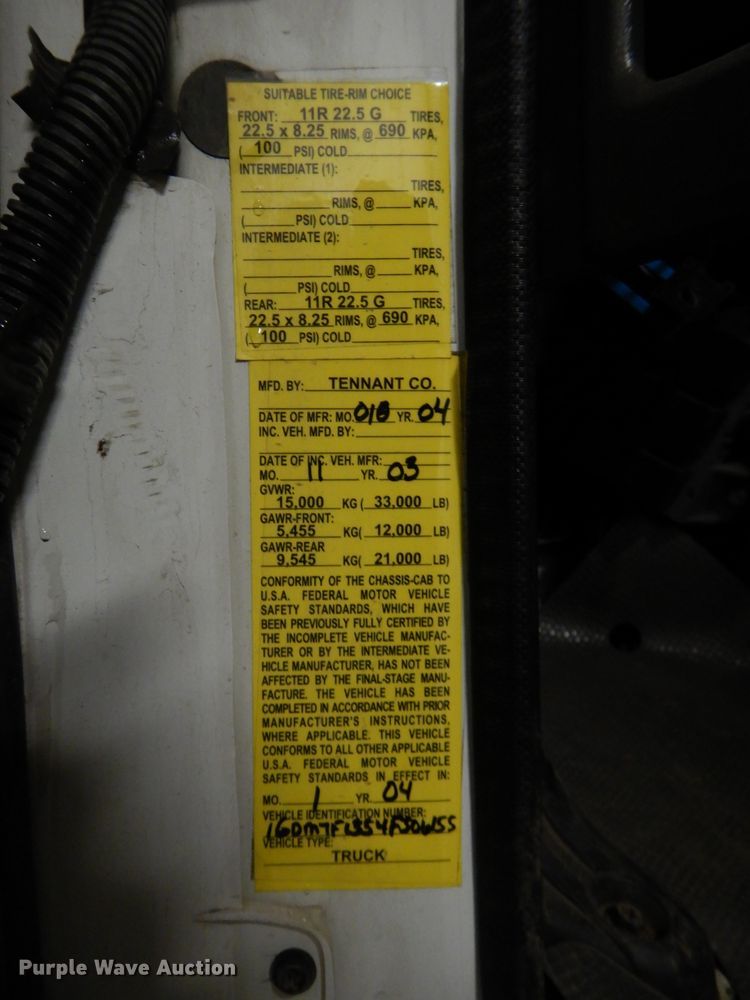 SUITABLE TIRE-RIM CHOICE
FRONT: 11R 22.5 G TIRES,
22.5 x 8.25 RIMS, @ 690 KPA,
( 100 PSI) COLD
INTERMEDIATE (1):
TIRES,
RIMS, @ KPA,
( PSI) COLD
INTERMEDIATE (2):
TIRES,
RIMS, @ KPA,
( PSI) COLD
REAR: 11R 22.5 G TIRES,
22.5 x 8.25 RIMS, @ 690 KPA,
( 100 PSI) COLD
MFD. BY: TENNANT CO.
DATE OF MFR: MO. YR. 04
INC. VEH. MFD. BY:
DATE OF INC. VEH. MFR:
MO. 11 YR. 03
GVWR:
15,000 KG ( 33,000 LB)
GAWR-FRONT:
5,455 KG( 12,000 LB)
GAWR-REAR
9,545 KG( 21,000 LB)
CONFORMITY OF THE CHASSIS-CAB TO
U.S.A. FEDERAL MOTOR VEHICLE
SAFETY STANDARDS, WHICH HAVE
BEEN PREVIOUSLY FULLY CERTIFIED BY
THE INCOMPLETE VEHICLE MANUFAC-
TURER OR BY THE INTERMEDIATE VE-
HICLE MANUFACTURER, HAS NOT BEEN
AFFECTED BY THE FINAL-STAGE MANU-
FACTURE. THE VEHICLE HAS BEEN
COMPLETED IN ACCORDANCE WITH PRIOR
MANUFACTURER'S INSTRUCTIONS,
WHERE APPLICABLE. THIS VEHICLE
CONFORMS TO ALL OTHER APPLICABLE
U.S.A. FEDERAL MOTOR VEHICLE
SAFETY STANDARDS IN EFFECT IN:
MO. 1 YR. 04
VEHICLE IDENTIFICATION NUMBER:
VEHICLE TYPE:
TRUCK
Purple Wave Auction